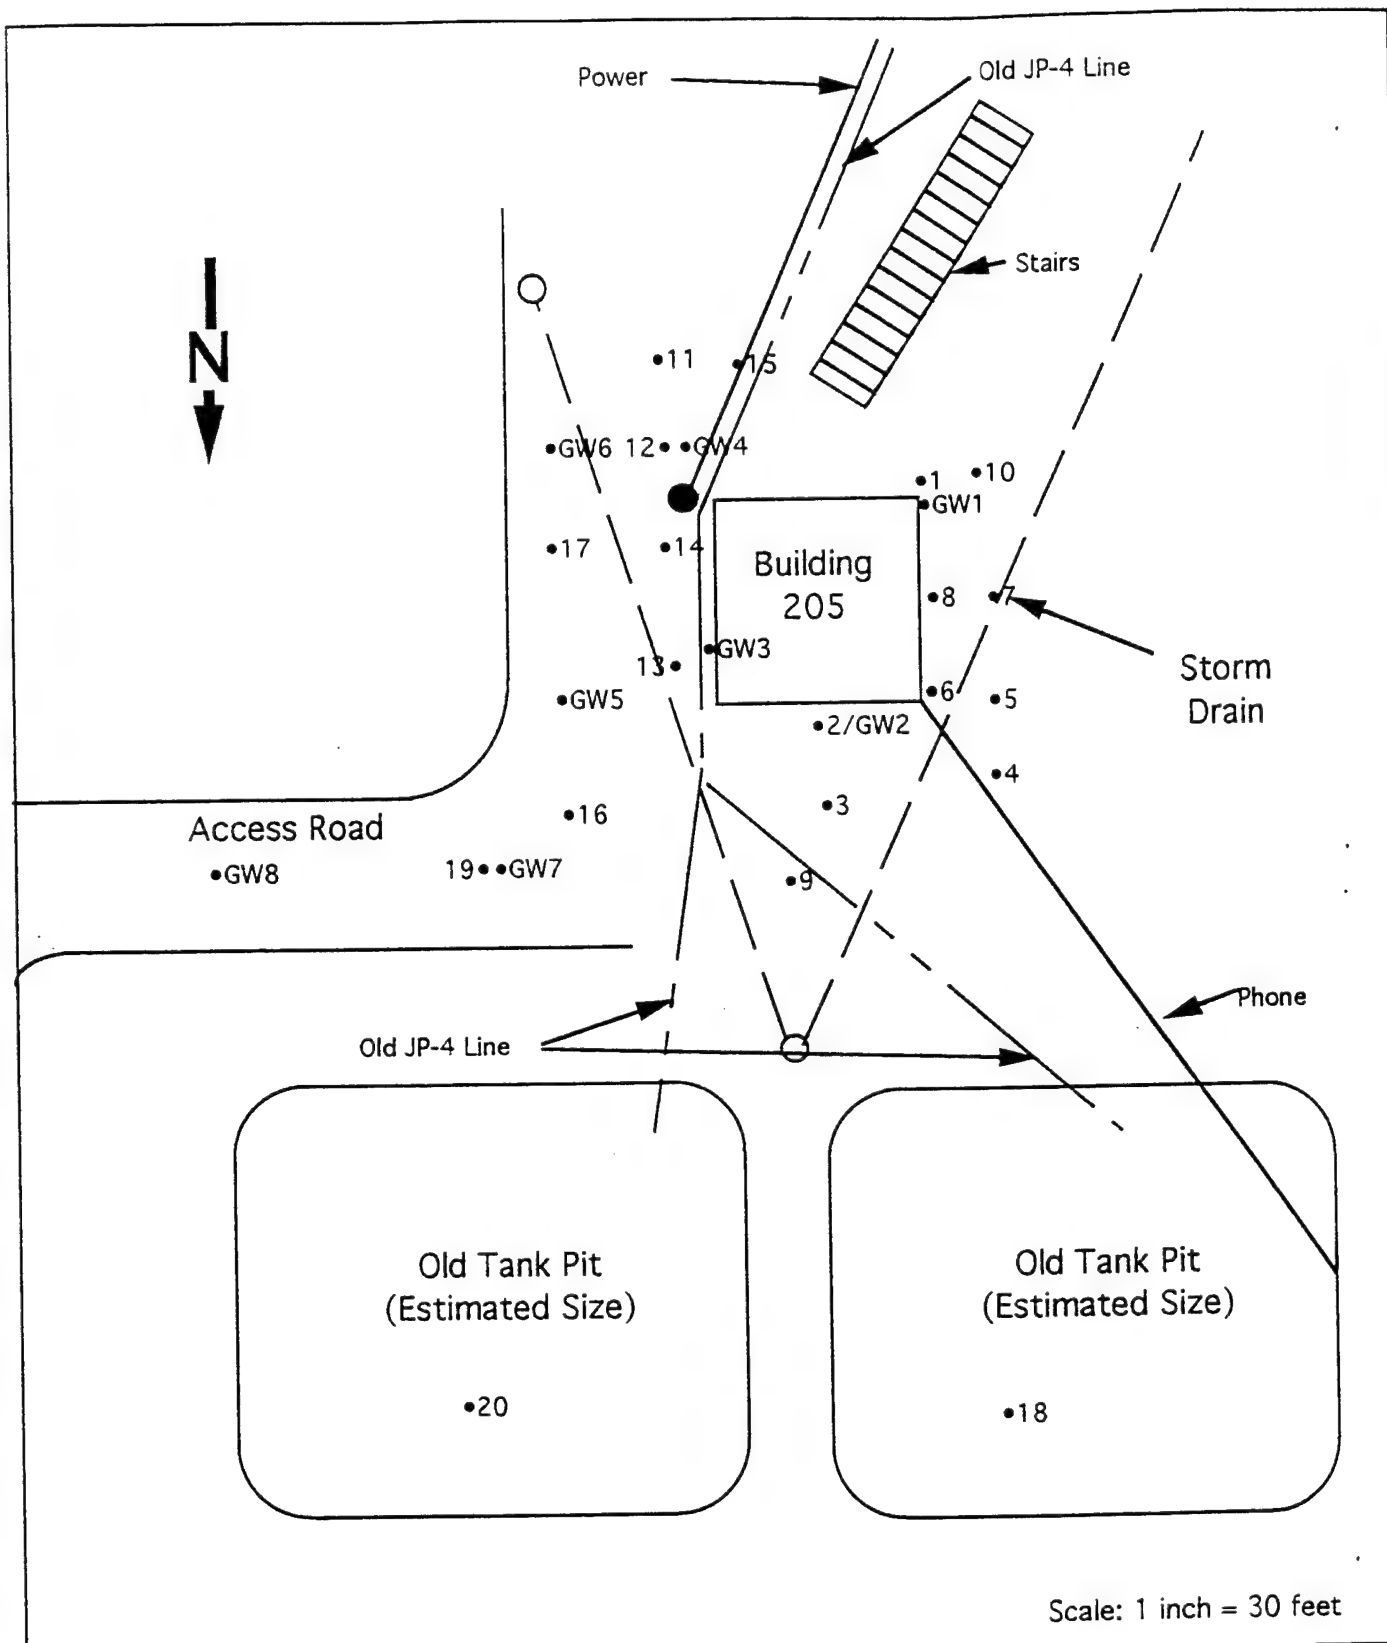 Power
Old JP-4 Line
Stairs
N
11
15
GW6
12
GW4
1
10
GW1
17
14
Building
205
8
7
GW3
13
Storm
Drain
6
5
GW5
2/GW2
4
3
16
Access Road
GW8
19
GW7
9
Phone
Old JP-4 Line
Old Tank Pit
(Estimated Size)
Old Tank Pit
(Estimated Size)
20
18
Scale: 1 inch = 30 feet